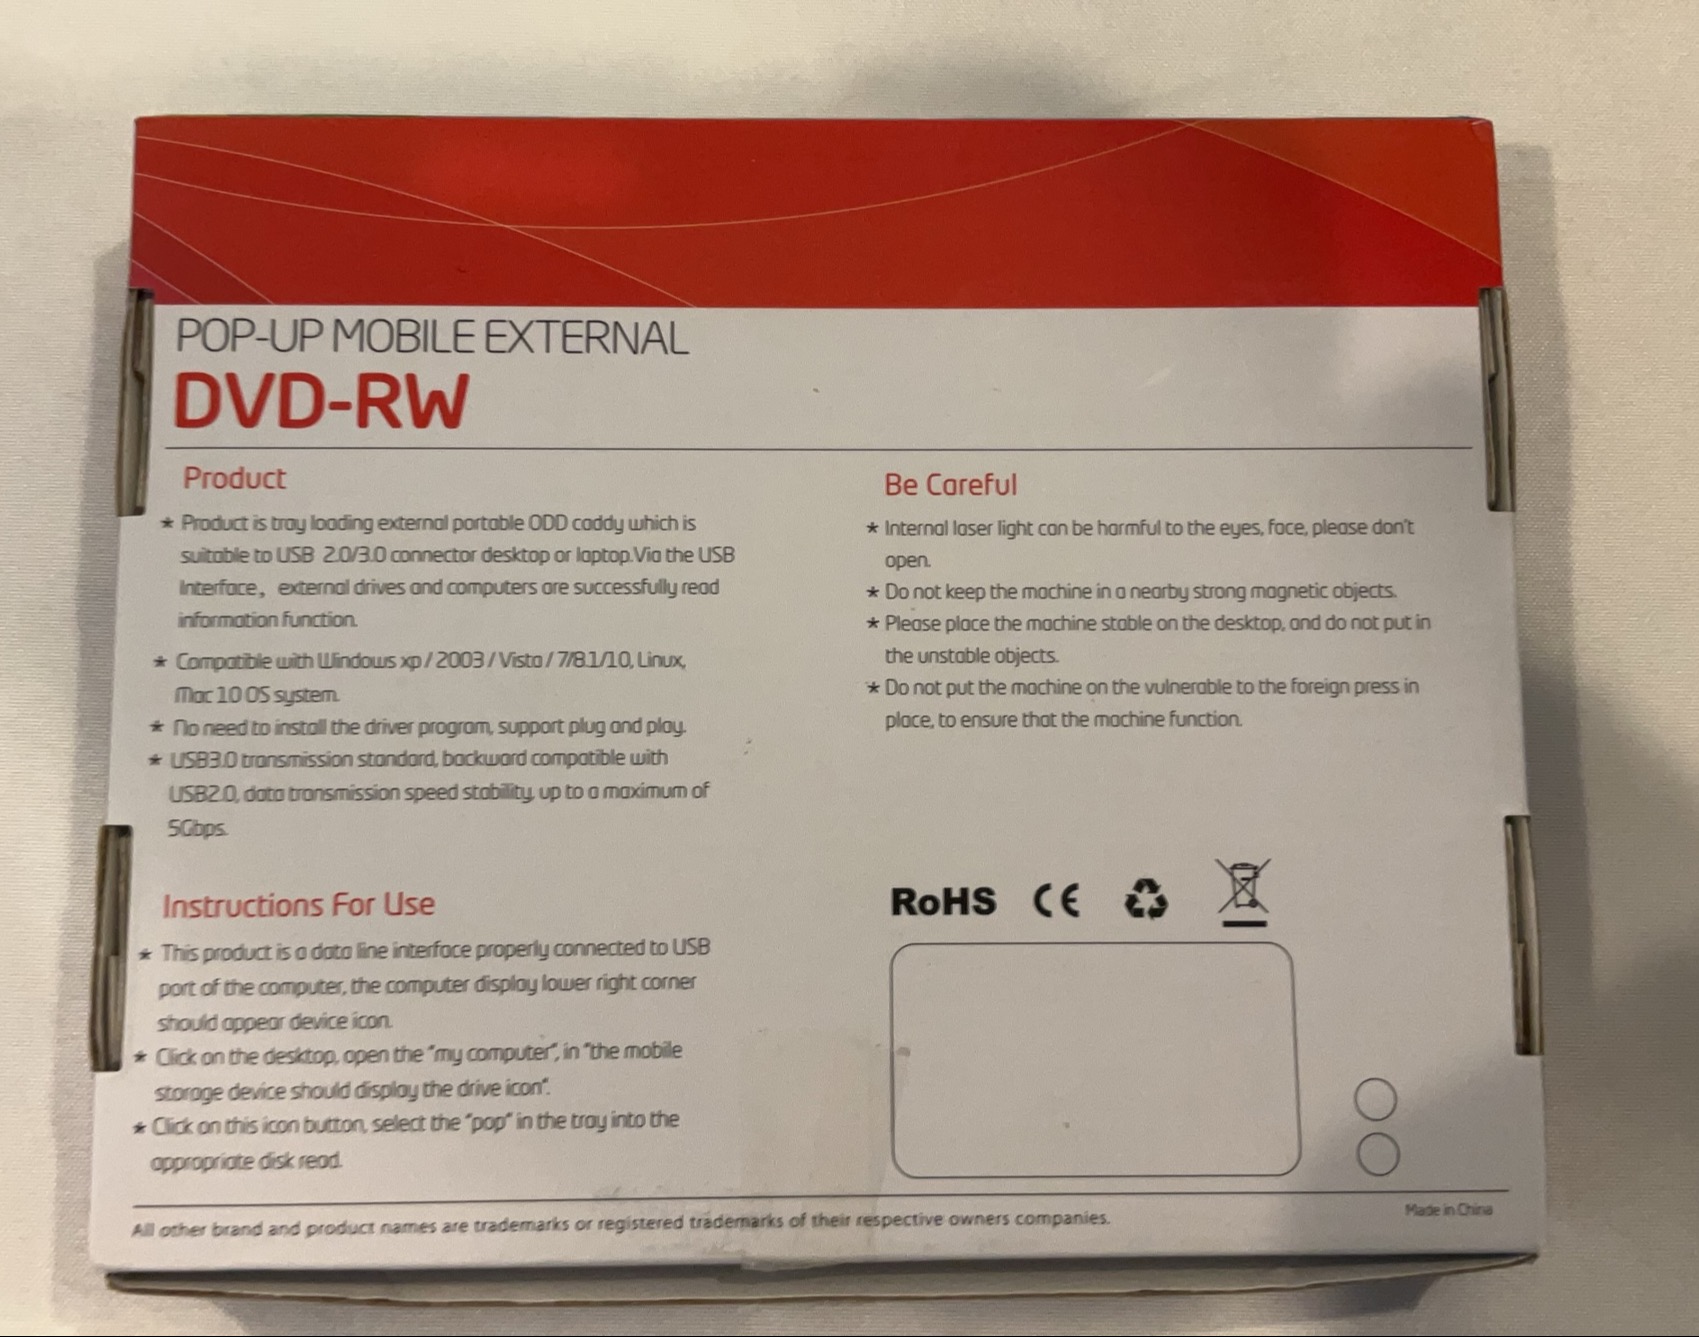 POP-UP MOBILE EXTERNAL
DVD-RW
Product
* Product is tray loading external portable ODD caddy which is
suitable to USB 2.0/3.0 connector desktop or laptop.Via the USB
Interface, external drives and computers are successfully read
information function.
* Compatible with Windows xp / 2003 / Vista / 7/8.1/10, Linux,
Mac 10 OS system.
* No need to install the driver program, support plug and play.
* USB3.0 transmission standard, backward compatible with
USB2.0, data transmission speed stability, up to a maximum of
5Gbps.
Instructions For Use
* This product is a data line interface properly connected to USB
port of the computer, the computer display lower right corner
should appear device icon.
* Click on the desktop, open the "my computer", in "the mobile
storage device should display the drive icon".
* Click on this icon button, select the "pop" in the tray into the
appropriate disk read.
Be Careful
* Internal laser light can be harmful to the eyes, face, please don't
open.
* Do not keep the machine in a nearby strong magnetic objects.
* Please place the machine stable on the desktop, and do not put in
the unstable objects.
* Do not put the machine on the vulnerable to the foreign press in
place, to ensure that the machine function.
RoHS CE
Made in China
All other brand and product names are trademarks or registered trademarks of their respective owners companies.